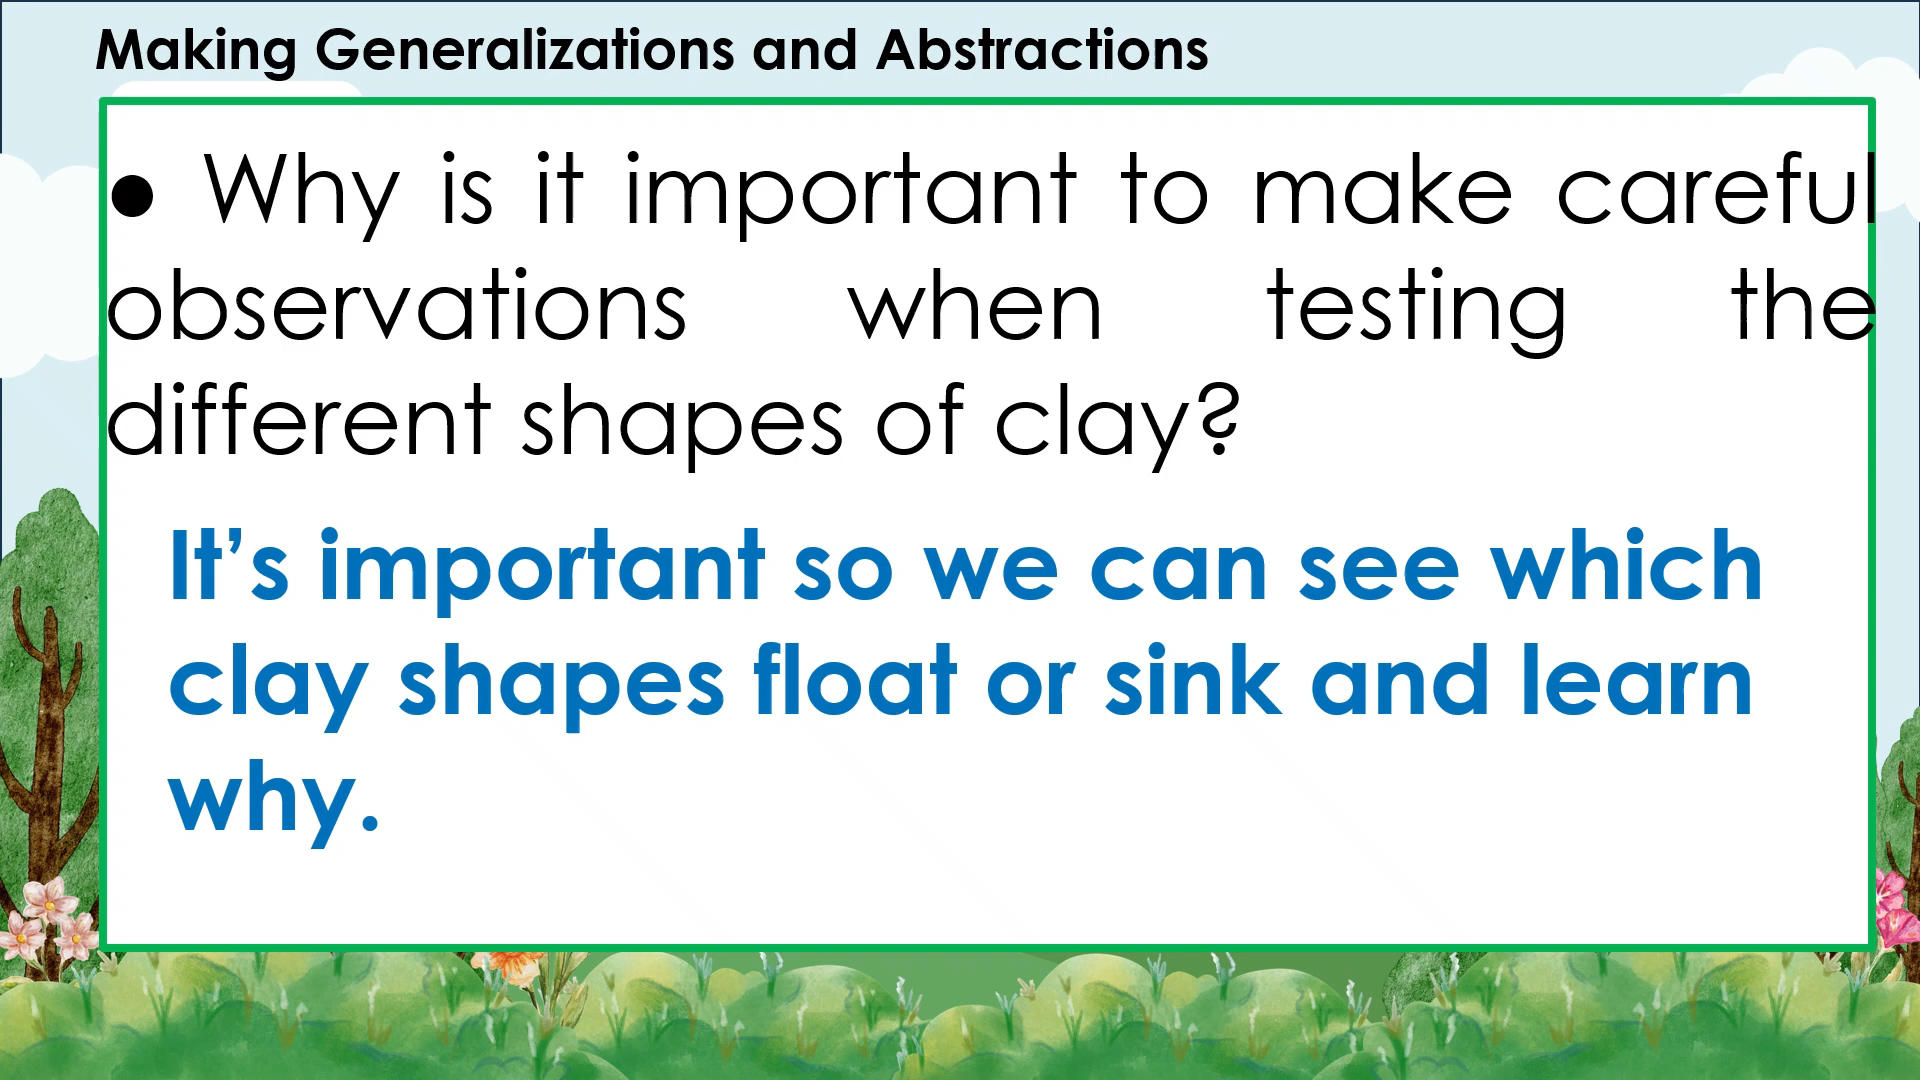 Making Generalizations and Abstractions
● Why is it important to make careful
observations when testing the
different shapes of clay?
It’s important so we can see which
clay shapes float or sink and learn
why.